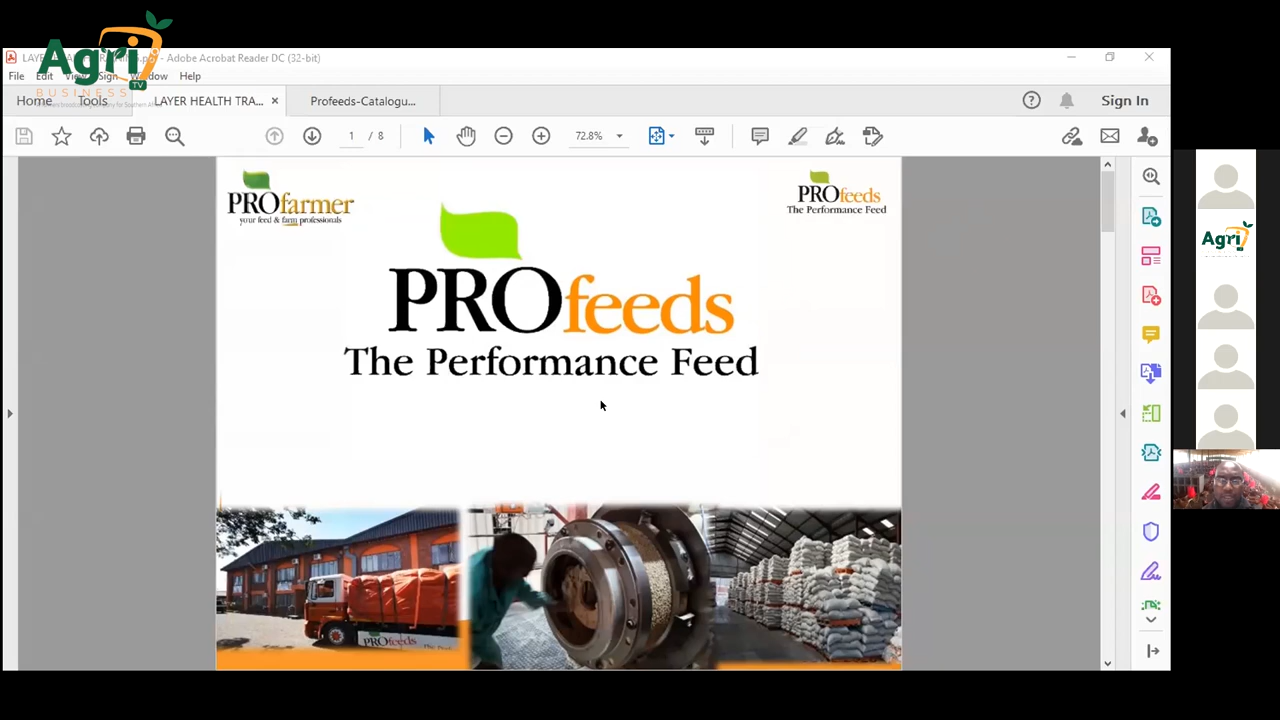 Agri
TV
BUSINESS
Adobe Acrobat Reader DC (32-bit)
File Edit View Sign Window Help
Home Tools LAYER HEALTH TRA... × Profeeds-Catalogu... Sign In
1 / 8 72.8%
PROfarmer
your feed & farm professionals
PROfeeds
The Performance Feed
PROfeeds
The Performance Feed
PROfeeds
Agri